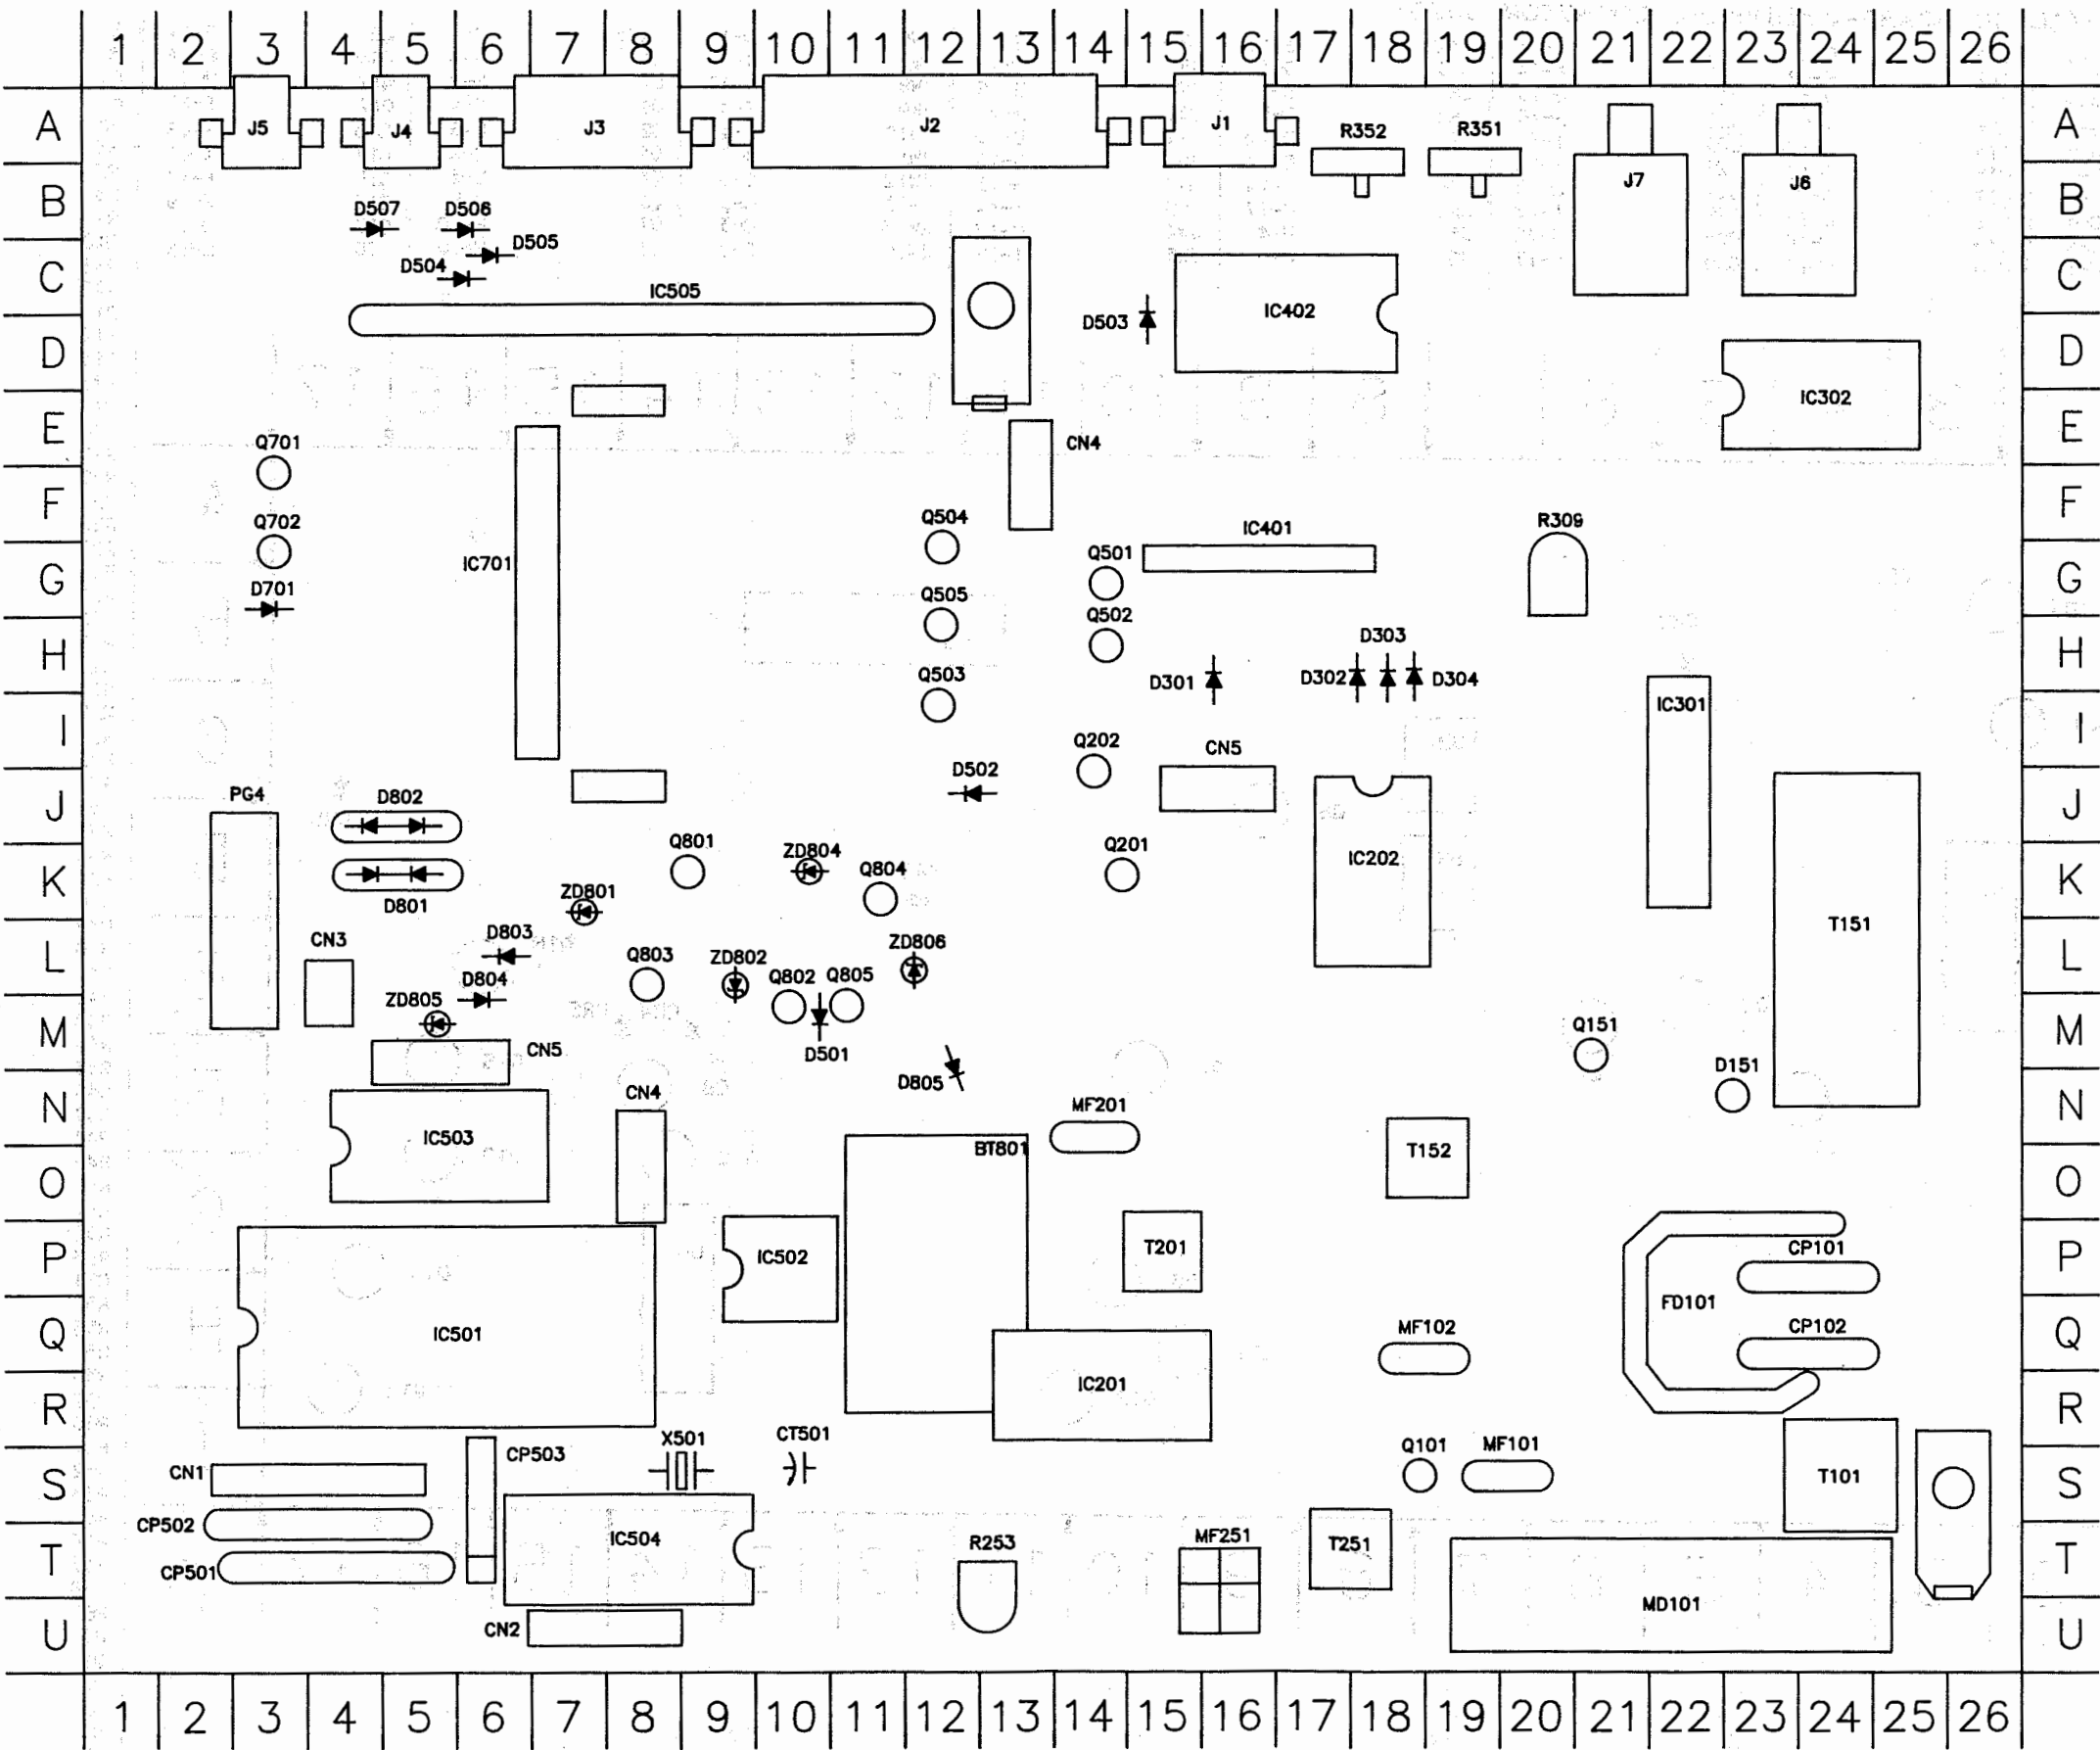 1 2 3 4 5 6 7 8 9 10 11 12 13 14 15 16 17 18 19 20 21 22 23 24 25 26
A J5 J4 J3 J2 J1 R352 R351 A
J7 J6
B D507 D506 B
D505
D504
C IC505 C
D503 IC402
D D
IC302
E Q701 CN4 E
F Q702 Q504 IC401 R309 F
IC701 Q501
G D701 G
Q505 Q502
H D303 H
Q503 D301 D302 D304
IC301
I Q202 CN5 I
D502
J PG4 D802 J
Q801 ZD804 Q201 IC202
K Q804 K
D801 ZD801
T151
CN3 D803 ZD806
L Q803 ZD802 L
D804 Q802 Q805
ZD805
M Q151 M
CN5 D501
D151
D805
N CN4 MF201 N
IC503 BT801 T152
O O
P IC502 T201 CP101 P
FD101
Q IC501 MF102 CP102 Q
IC201
R R
CT501
X501 Q101 MF101
CP503
S CN1 T101 S
CP502
IC504 R253 MF251 T251
T CP501 T
MD101
U CN2 U
1 2 3 4 5 6 7 8 9 10 11 12 13 14 15 16 17 18 19 20 21 22 23 24 25 26